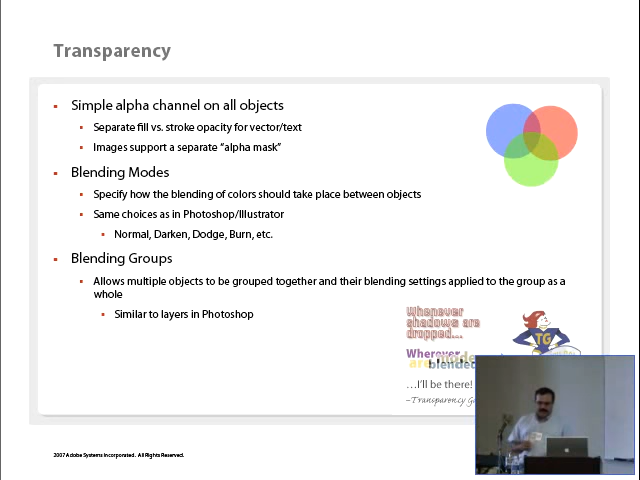 Transparency
Simple alpha channel on all objects
Separate fill vs. stroke opacity for vector/text
Images support a separate “alpha mask”
Blending Modes
Specify how the blending of colors should take place between objects
Same choices as in Photoshop/Illustrator
Normal, Darken, Dodge, Burn, etc.
Blending Groups
Allows multiple objects to be grouped together and their blending settings applied to the group as a
whole
Similar to layers in Photoshop
Whenever
shadows are
dropped...
TG
Wherever
blended
...I'll be there!
–Transparency
2007 Adobe Systems Incorporated. All Rights Reserved.